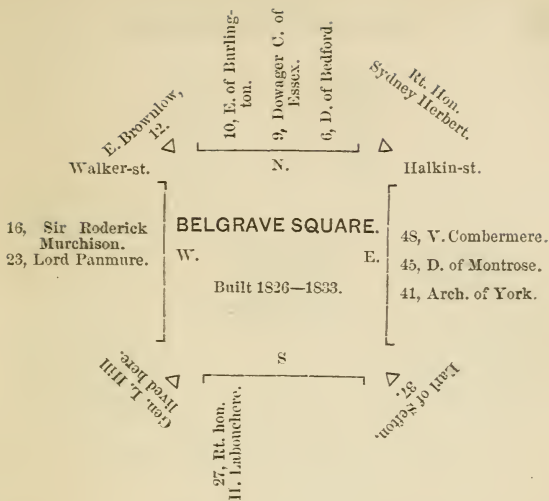 10, E. of Burling-
ton.
9, Dowager C. of
Essex.
6, D. of Bedford.
E. Brownlow,
12.
Rt. Hon.
Sydney Herbert.
Walker-st.
N.
Halkin-st.
16, Sir Roderick
Murchison.
23, Lord Panmure.
W.
BELGRAVE SQUARE.
Built 1826—1833.
E.
48, V. Combermere.
45, D. of Montrose.
41, Arch. of York.
S
Gen. L. Hill
lived here.
27, Rt. hon.
H. Labouchere.
Earl of Sefton,
37.